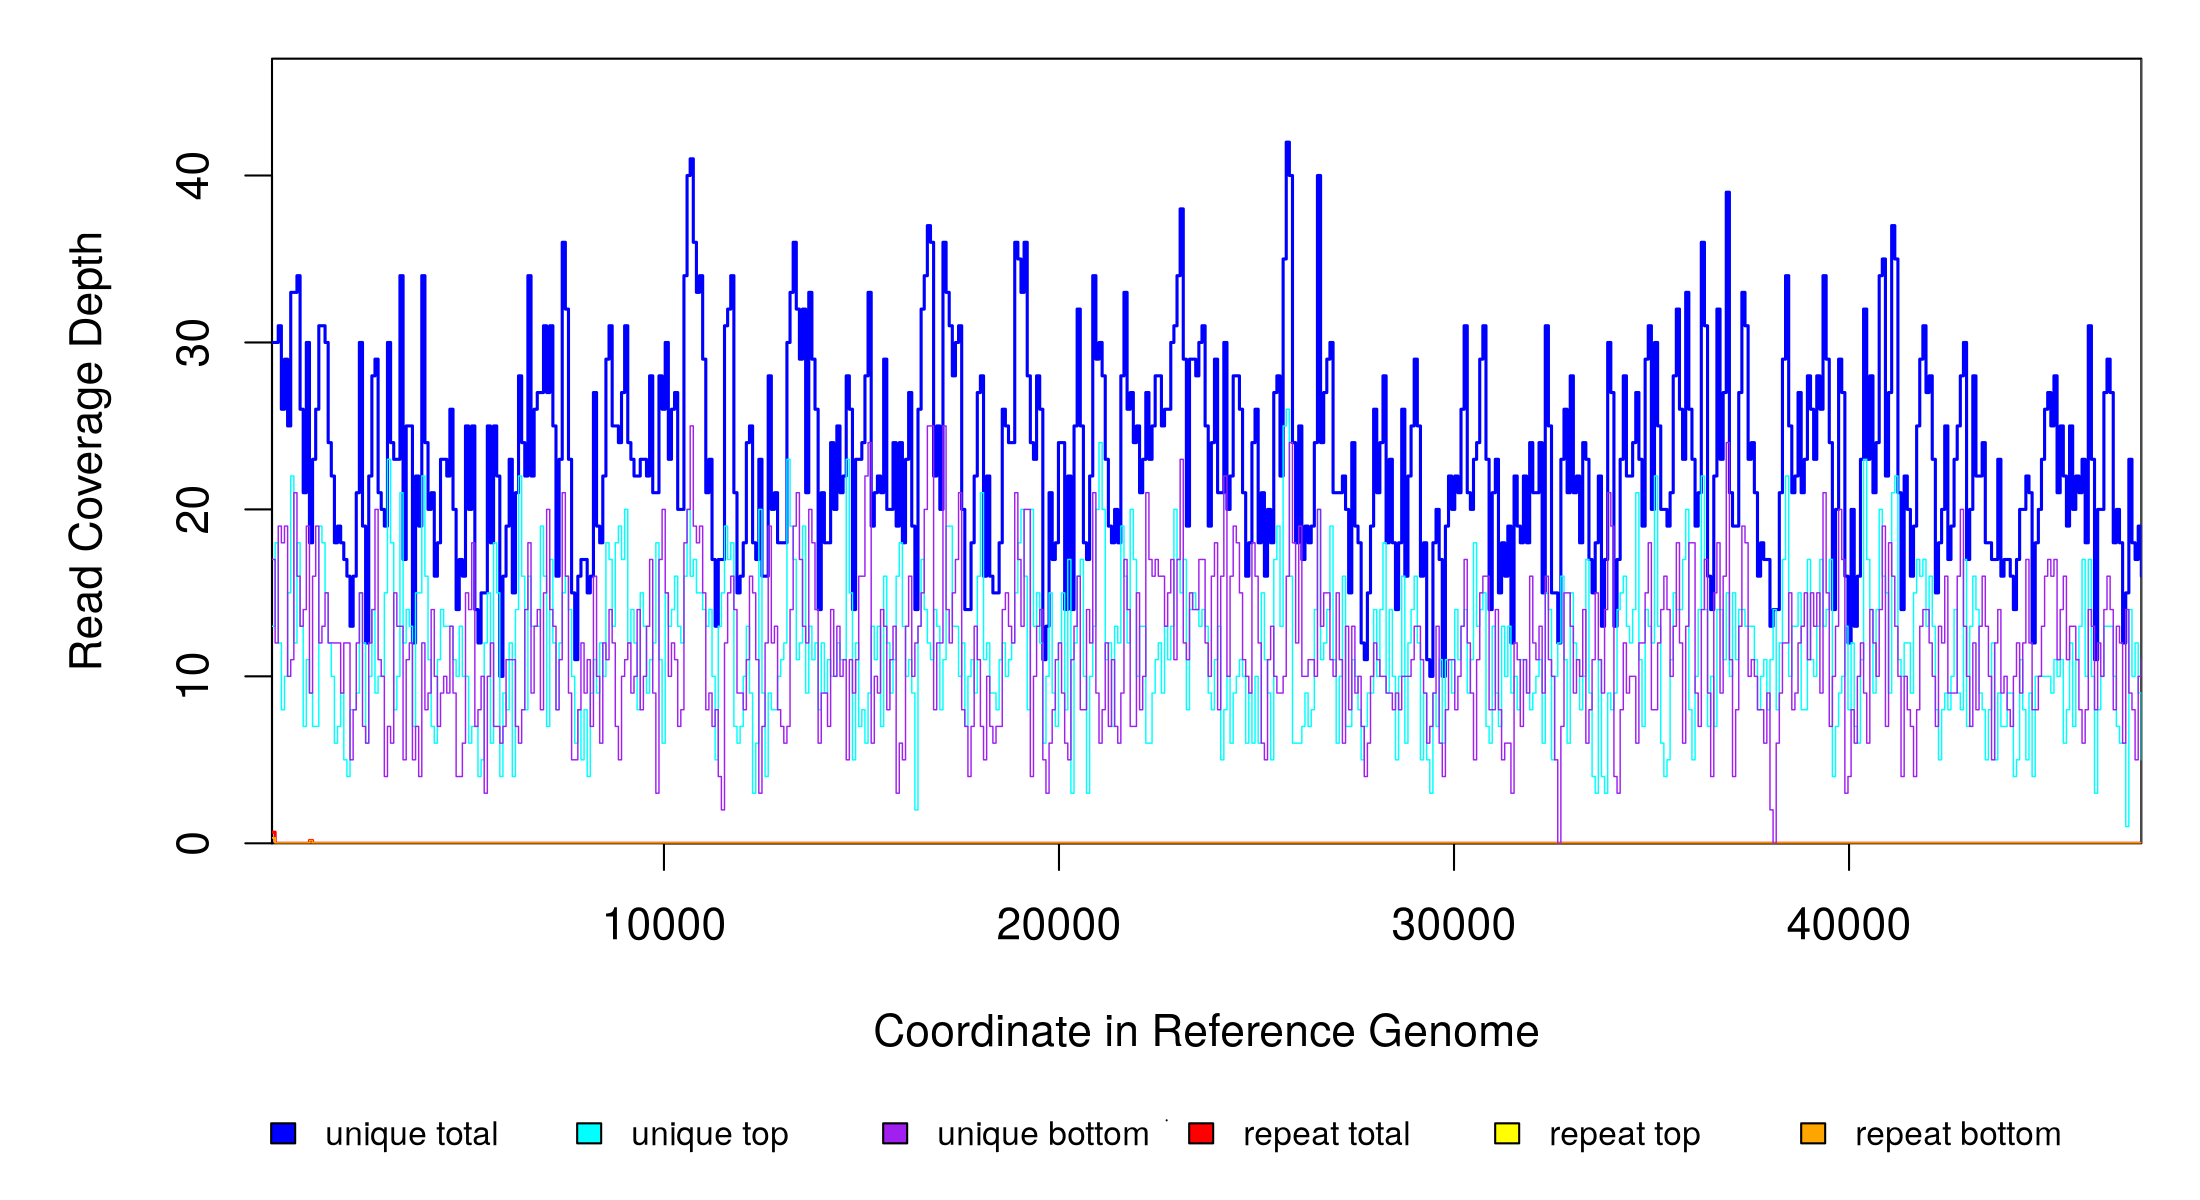 Read Coverage Depth
40
30
20
10
0
10000 20000 30000 40000
Coordinate in Reference Genome
unique total unique top unique bottom repeat total repeat top repeat bottom